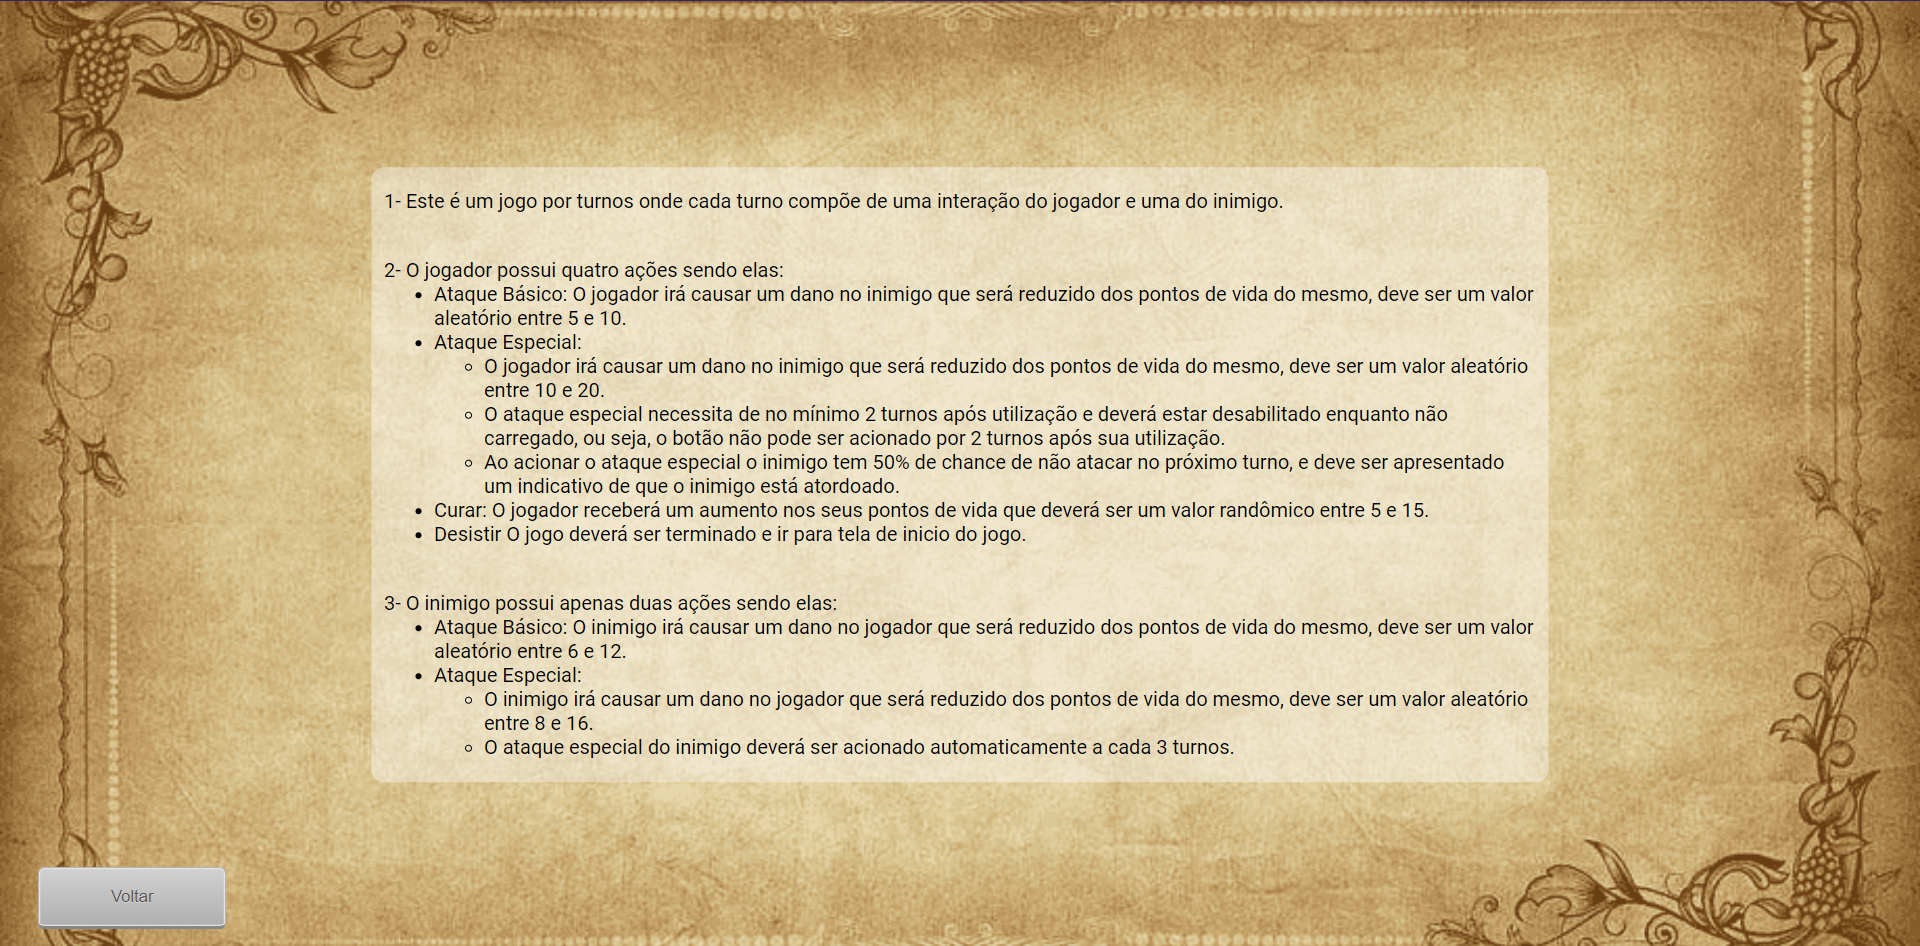 1- Este é um jogo por turnos onde cada turno compõe de uma interação do jogador e uma do inimigo.
2- O jogador possui quatro ações sendo elas:
• Ataque Básico: O jogador irá causar um dano no inimigo que será reduzido dos pontos de vida do mesmo, deve ser um valor
aleatório entre 5 e 10.
• Ataque Especial:
◦ O jogador irá causar um dano no inimigo que será reduzido dos pontos de vida do mesmo, deve ser um valor aleatório
entre 10 e 20.
◦ O ataque especial necessita de no mínimo 2 turnos após utilização e deverá estar desabilitado enquanto não
carregado, ou seja, o botão não pode ser acionado por 2 turnos após sua utilização.
◦ Ao acionar o ataque especial o inimigo tem 50% de chance de não atacar no próximo turno, e deve ser apresentado
um indicativo de que o inimigo está atordoado.
• Curar: O jogador receberá um aumento nos seus pontos de vida que deverá ser um valor randômico entre 5 e 15.
• Desistir O jogo deverá ser terminado e ir para tela de inicio do jogo.
3- O inimigo possui apenas duas ações sendo elas:
• Ataque Básico: O inimigo irá causar um dano no jogador que será reduzido dos pontos de vida do mesmo, deve ser um valor
aleatório entre 6 e 12.
• Ataque Especial:
◦ O inimigo irá causar um dano no jogador que será reduzido dos pontos de vida do mesmo, deve ser um valor aleatório
entre 8 e 16.
◦ O ataque especial do inimigo deverá ser acionado automaticamente a cada 3 turnos.
Voltar